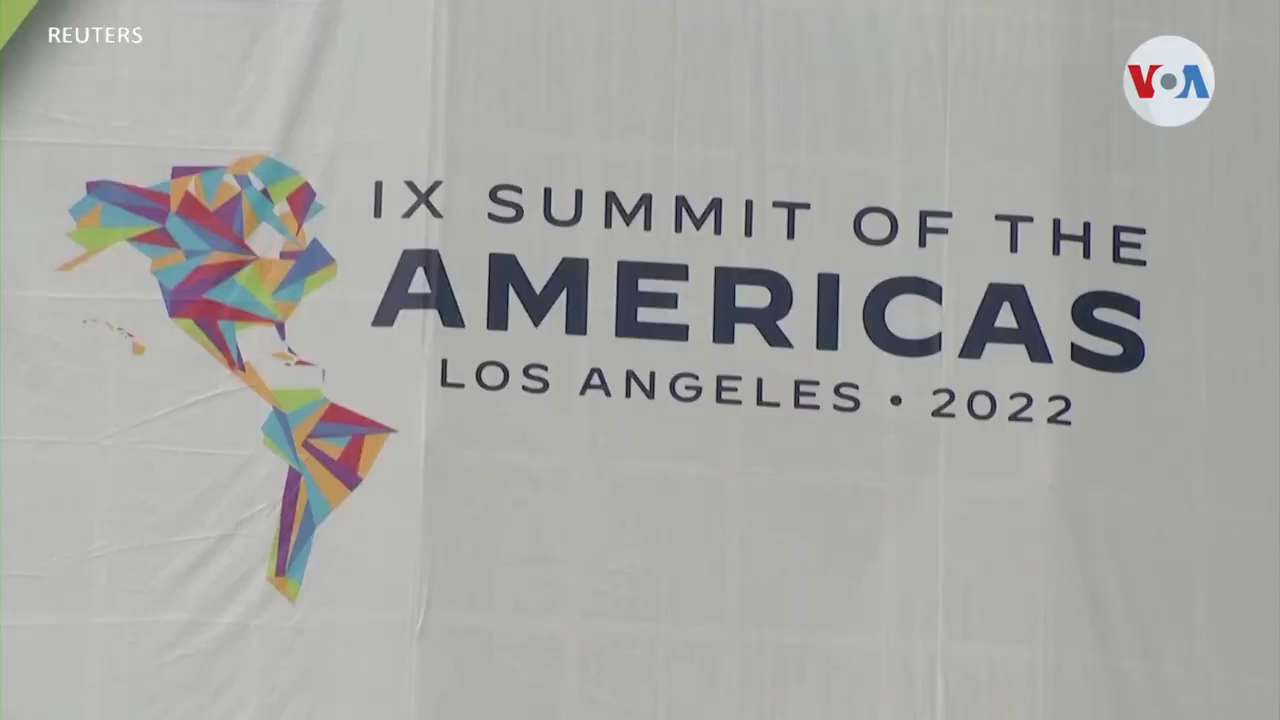 REUTERS
VOA
IX SUMMIT OF THE
AMERICAS
LOS ANGELES • 2022